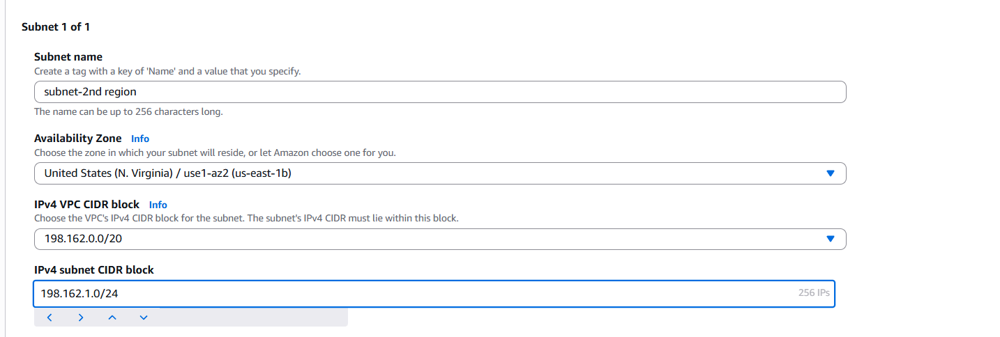 Subnet 1 of 1
Subnet name
Create a tag with a key of 'Name' and a value that you specify.
subnet-2nd region
The name can be up to 256 characters long.
Availability Zone Info
Choose the zone in which your subnet will reside, or let Amazon choose one for you.
United States (N. Virginia) / use1-az2 (us-east-1b)
IPv4 VPC CIDR block Info
Choose the VPC's IPv4 CIDR block for the subnet. The subnet's IPv4 CIDR must lie within this block.
198.162.0.0/20
IPv4 subnet CIDR block
198.162.1.0/24 256 IPs